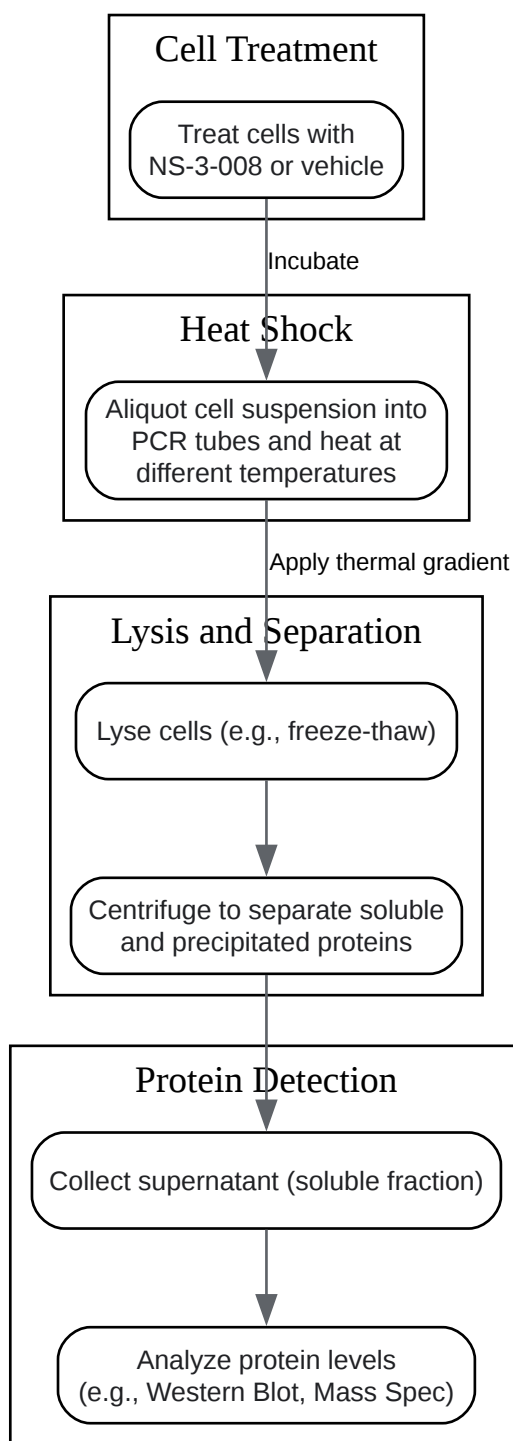 Cell Treatment
Treat cells with
NS-3-008 or vehicle
Incubate
Heat Shock
Aliquot cell suspension into
PCR tubes and heat at
different temperatures
Apply thermal gradient
Lysis and Separation
Lyse cells (e.g., freeze-thaw)
Centrifuge to separate soluble
and precipitated proteins
Protein Detection
Collect supernatant (soluble fraction)
Analyze protein levels
(e.g., Western Blot, Mass Spec)